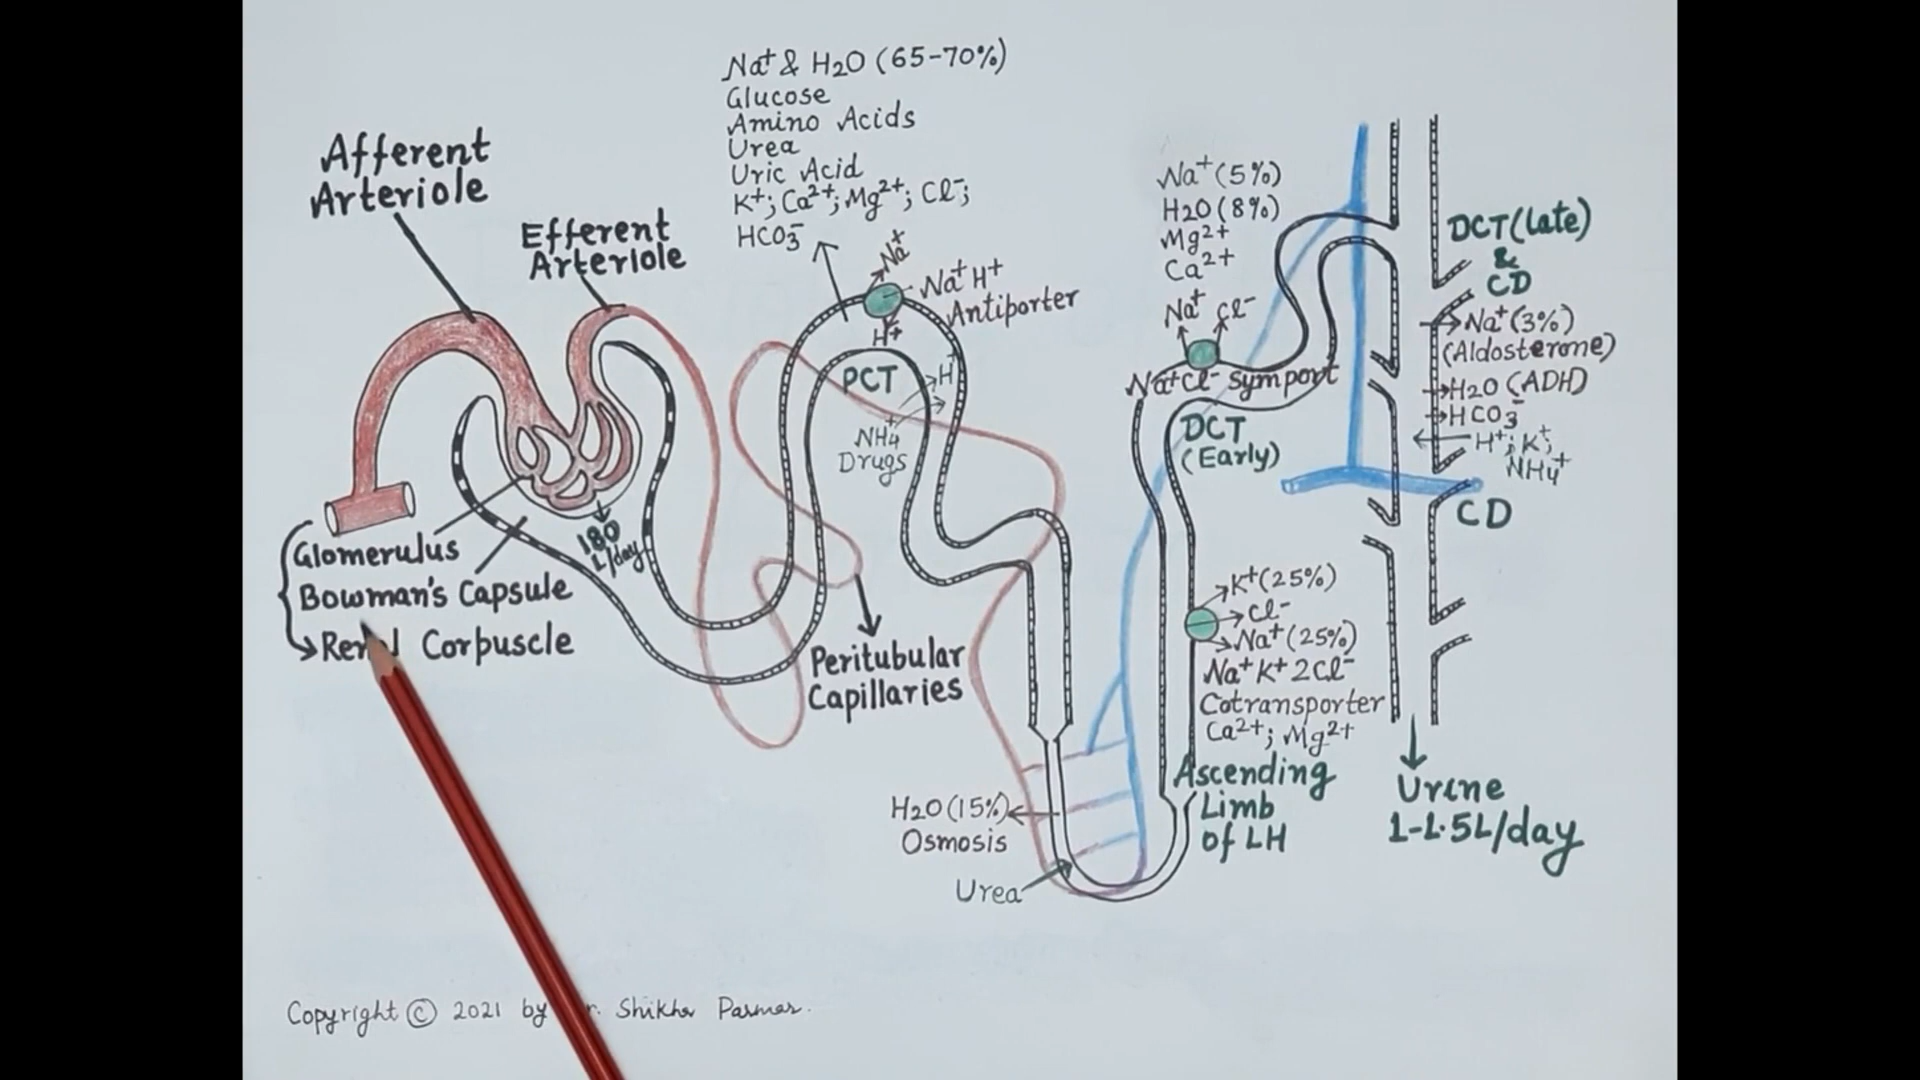 Na+ & H2O (65-70%)
Glucose
Amino Acids
Urea
Uric Acid
K+; Ca2+; Mg2+; Cl-;
HCO3-
Afferent
Arteriole
Efferent
Arteriole
Na+
Na+ H+
Antiporter
H+
PCT
H+
NH4+
Drugs
180
L/day
Glomerulus
Bowman's Capsule
Corpuscle
Peritubular
Capillaries
H2O (15%)
Osmosis
Urea
Na+ (5%)
H2O (8%)
Mg2+
Ca2+
Na+ Cl-
Na+ Cl- symport
DCT
(Early)
K+ (25%)
Cl-
Na+ (25%)
Na+ K+ 2Cl-
Cotransporter
Ca2+; Mg2+
Ascending
Limb
of LH
DCT (late)
&
CD
Na+ (3%)
(Aldosterone)
H2O (ADH)
HCO3-
H+; K+;
NH4+
CD
Urine
1-1.5L/day
Copyright © 2021 by Shikha Parmar.